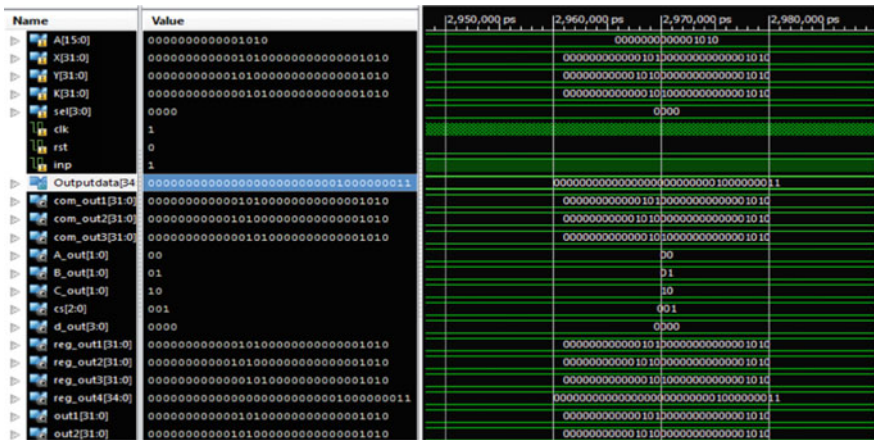 Name Value 2,950,000 ps 2,960,000 ps 2,970,000 ps 2,980,000 ps
A[15:0] 0000000000001010 0000000000001010
X[31:0] 00000000000010100000000000001010 00000000000010100000000000001010
Y[31:0] 00000000000010100000000000001010 00000000000010100000000000001010
K[31:0] 00000000000010100000000000001010 00000000000010100000000000001010
sel[3:0] 0000 0000
clk 1
rst 0
inp 1
Outputdata[34 00000000000000000000000001000000011 00000000000000000000000001000000011
com_out1[31:0] 00000000000010100000000000001010 00000000000010100000000000001010
com_out2[31:0] 00000000000010100000000000001010 00000000000010100000000000001010
com_out3[31:0] 00000000000010100000000000001010 00000000000010100000000000001010
A_out[1:0] 00 00
B_out[1:0] 01 01
C_out[1:0] 10 10
cs[2:0] 001 001
d_out[3:0] 0000 0000
reg_out1[31:0] 00000000000010100000000000001010 00000000000010100000000000001010
reg_out2[31:0] 00000000000010100000000000001010 00000000000010100000000000001010
reg_out3[31:0] 00000000000010100000000000001010 00000000000010100000000000001010
reg_out4[34:0] 00000000000000000000000001000000011 00000000000000000000000001000000011
out1[31:0] 00000000000010100000000000001010 00000000000010100000000000001010
out2[31:0] 00000000000010100000000000001010 00000000000010100000000000001010